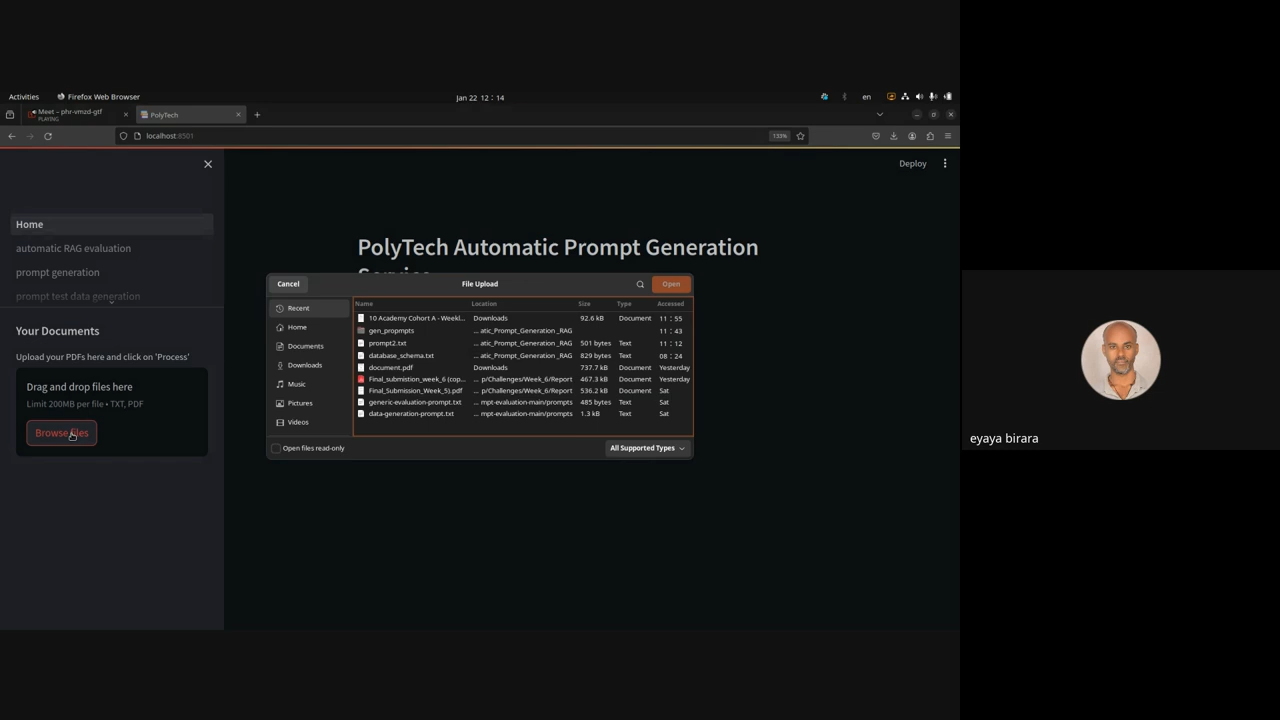 Activities
Firefox Web Browser
Jan 22 12 : 14
en
Meet – phr-vmzd-gtf
PLAYING
PolyTech
localhost:8501
133%
Deploy
Home
automatic RAG evaluation
prompt generation
prompt test data generation
Your Documents
Upload your PDFs here and click on 'Process'
Drag and drop files here
Limit 200MB per file • TXT, PDF
Browse files
PolyTech Automatic Prompt Generation
Service
Cancel
File Upload
Open
Recent
Home
Documents
Downloads
Music
Pictures
Videos
Name Location Size Type Accessed
10 Academy Cohort A - Weekl... Downloads 92.6 kB Document 11 : 55
gen_propmpts ... atic_Prompt_Generation _RAG 11 : 43
prompt2.txt ... atic_Prompt_Generation _RAG 501 bytes Text 11 : 12
database_schema.txt ... atic_Prompt_Generation _RAG 829 bytes Text 08 : 24
document.pdf Downloads 737.7 kB Document Yesterday
Final_submistion_week_6 (cop... ... p/Challenges/Week_6/Report 467.3 kB Document Yesterday
Final_Submission_Week_5).pdf ... p/Challenges/Week_6/Report 536.2 kB Document Sat
generic-evaluation-prompt.txt ... mpt-evaluation-main/prompts 485 bytes Text Sat
data-generation-prompt.txt ... mpt-evaluation-main/prompts 1.3 kB Text Sat
Open files read-only
All Supported Types
eyaya birara